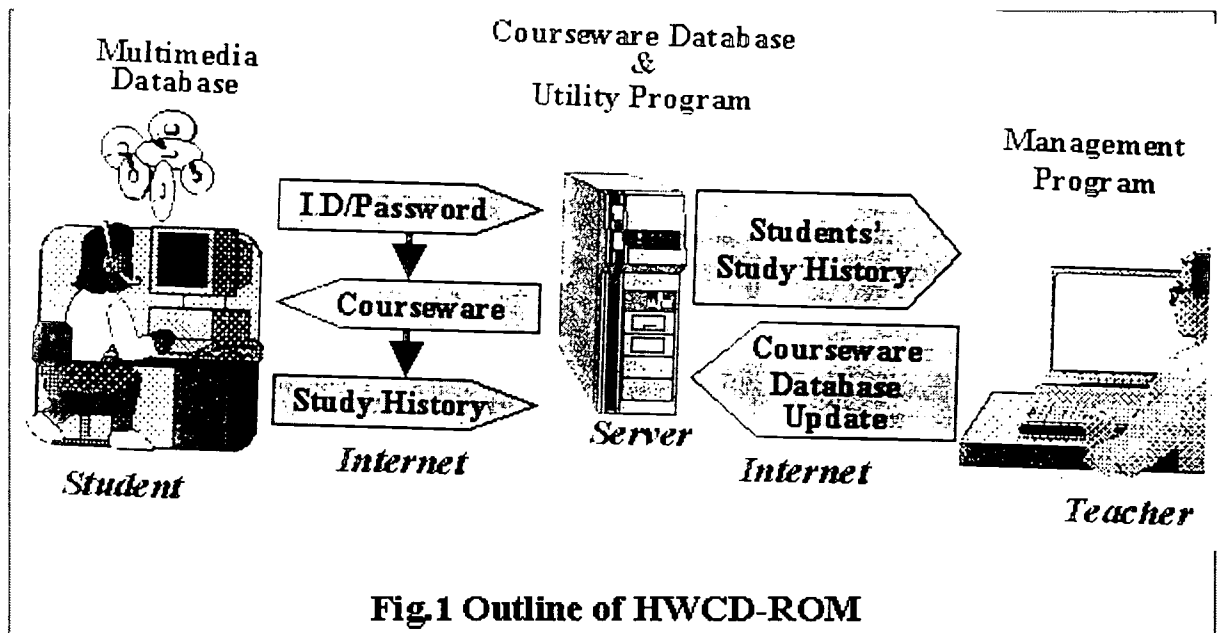 Multimedia
Database
Courseware Database
&
Utility Program
Management
Program
I.D/Password
Courseware
Study History
Students'
Study History
Courseware
Database
Update
Student
Internet
Server
Internet
Teacher
Fig.1 Outline of HWCD-ROM